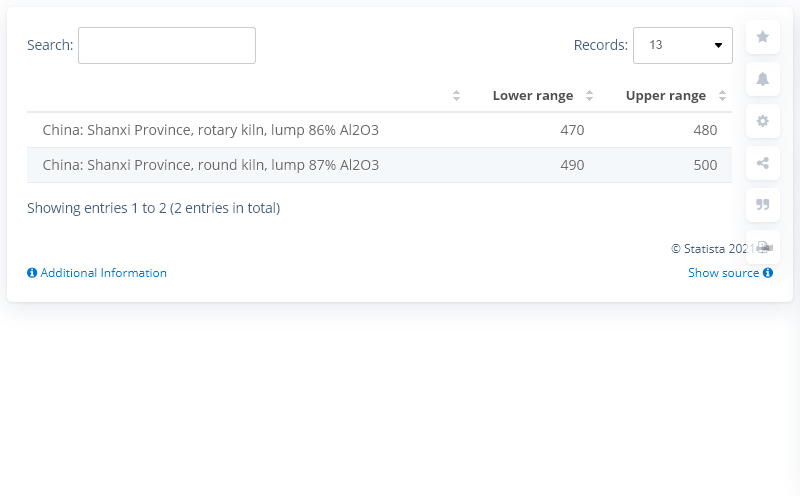 Search:
Records: 13
Lower range Upper range
China: Shanxi Province, rotary kiln, lump 86% Al2O3 470 480
China: Shanxi Province, round kiln, lump 87% Al2O3 490 500
Showing entries 1 to 2 (2 entries in total)
© Statista 2021
Additional Information Show source